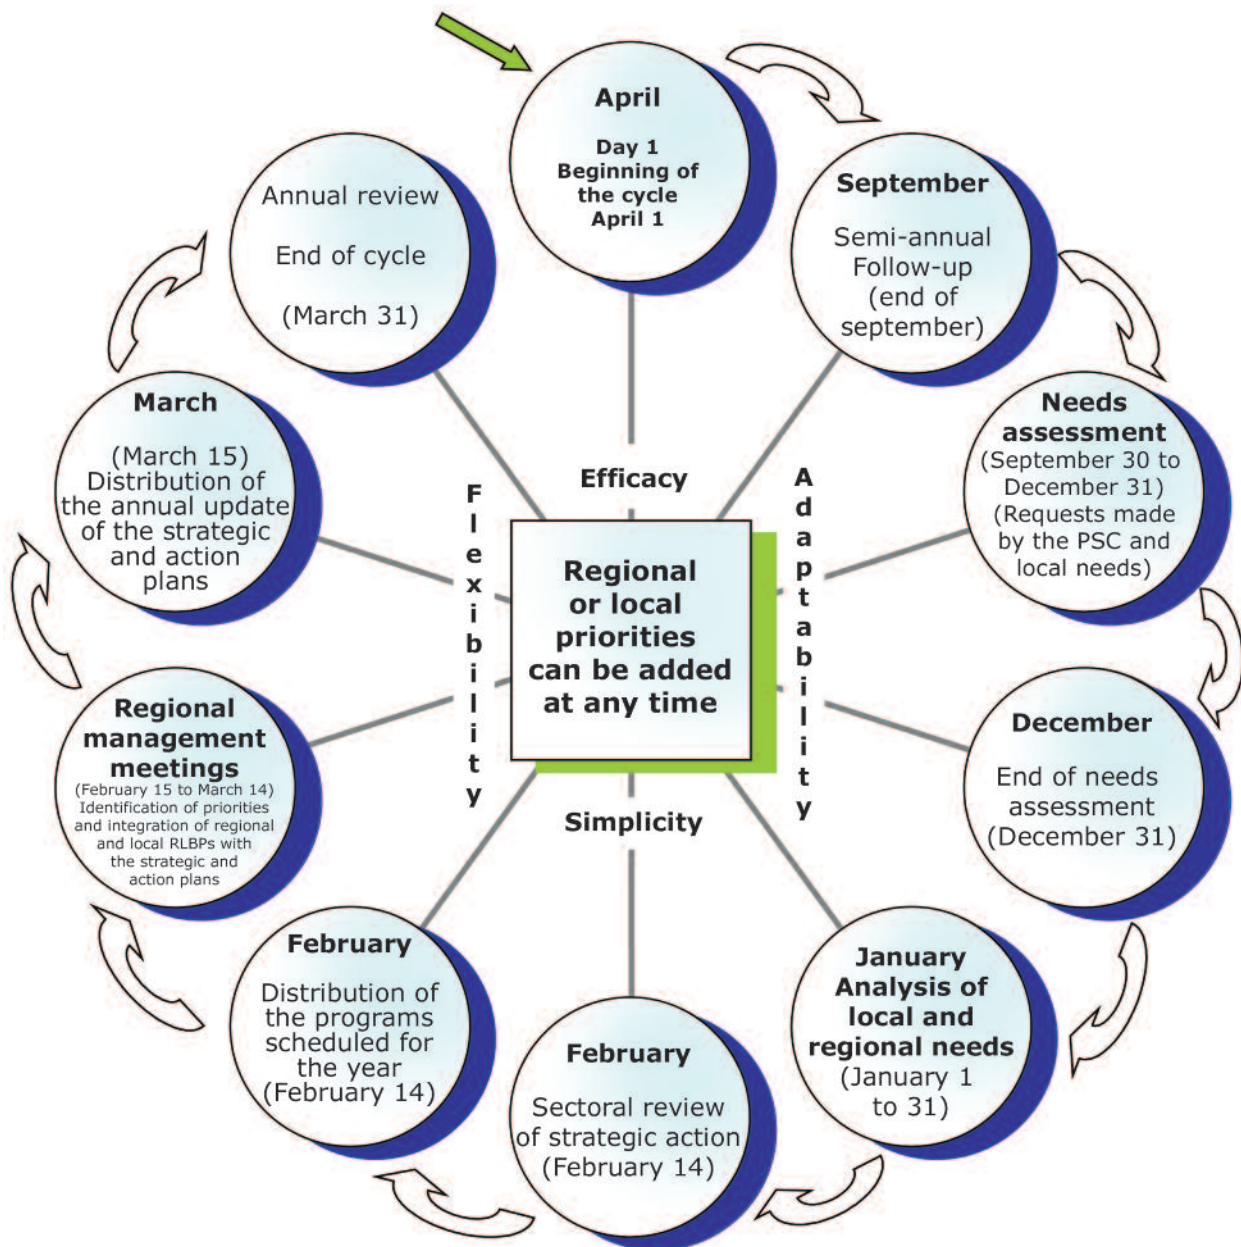 April
Day 1
Beginning of
the cycle
April 1
September
Semi-annual
Follow-up
(end of
september)
Needs
assessment
(September 30 to
December 31)
(Requests made
by the PSC and
local needs)
December
End of needs
assessment
(December 31)
January
Analysis of
local and
regional needs
(January 1
to 31)
February
Sectoral review
of strategic action
(February 14)
February
Distribution of
the programs
scheduled for
the year
(February 14)
Regional
management
meetings
(February 15 to March 14)
Identification of priorities
and integration of regional
and local RLBPs with
the strategic and
action plans
March
(March 15)
Distribution of
the annual update
of the strategic
and action
plans
Annual review
End of cycle
(March 31)
Efficacy
Adaptability
Simplicity
Flexibility
Regional
or local
priorities
can be added
at any time